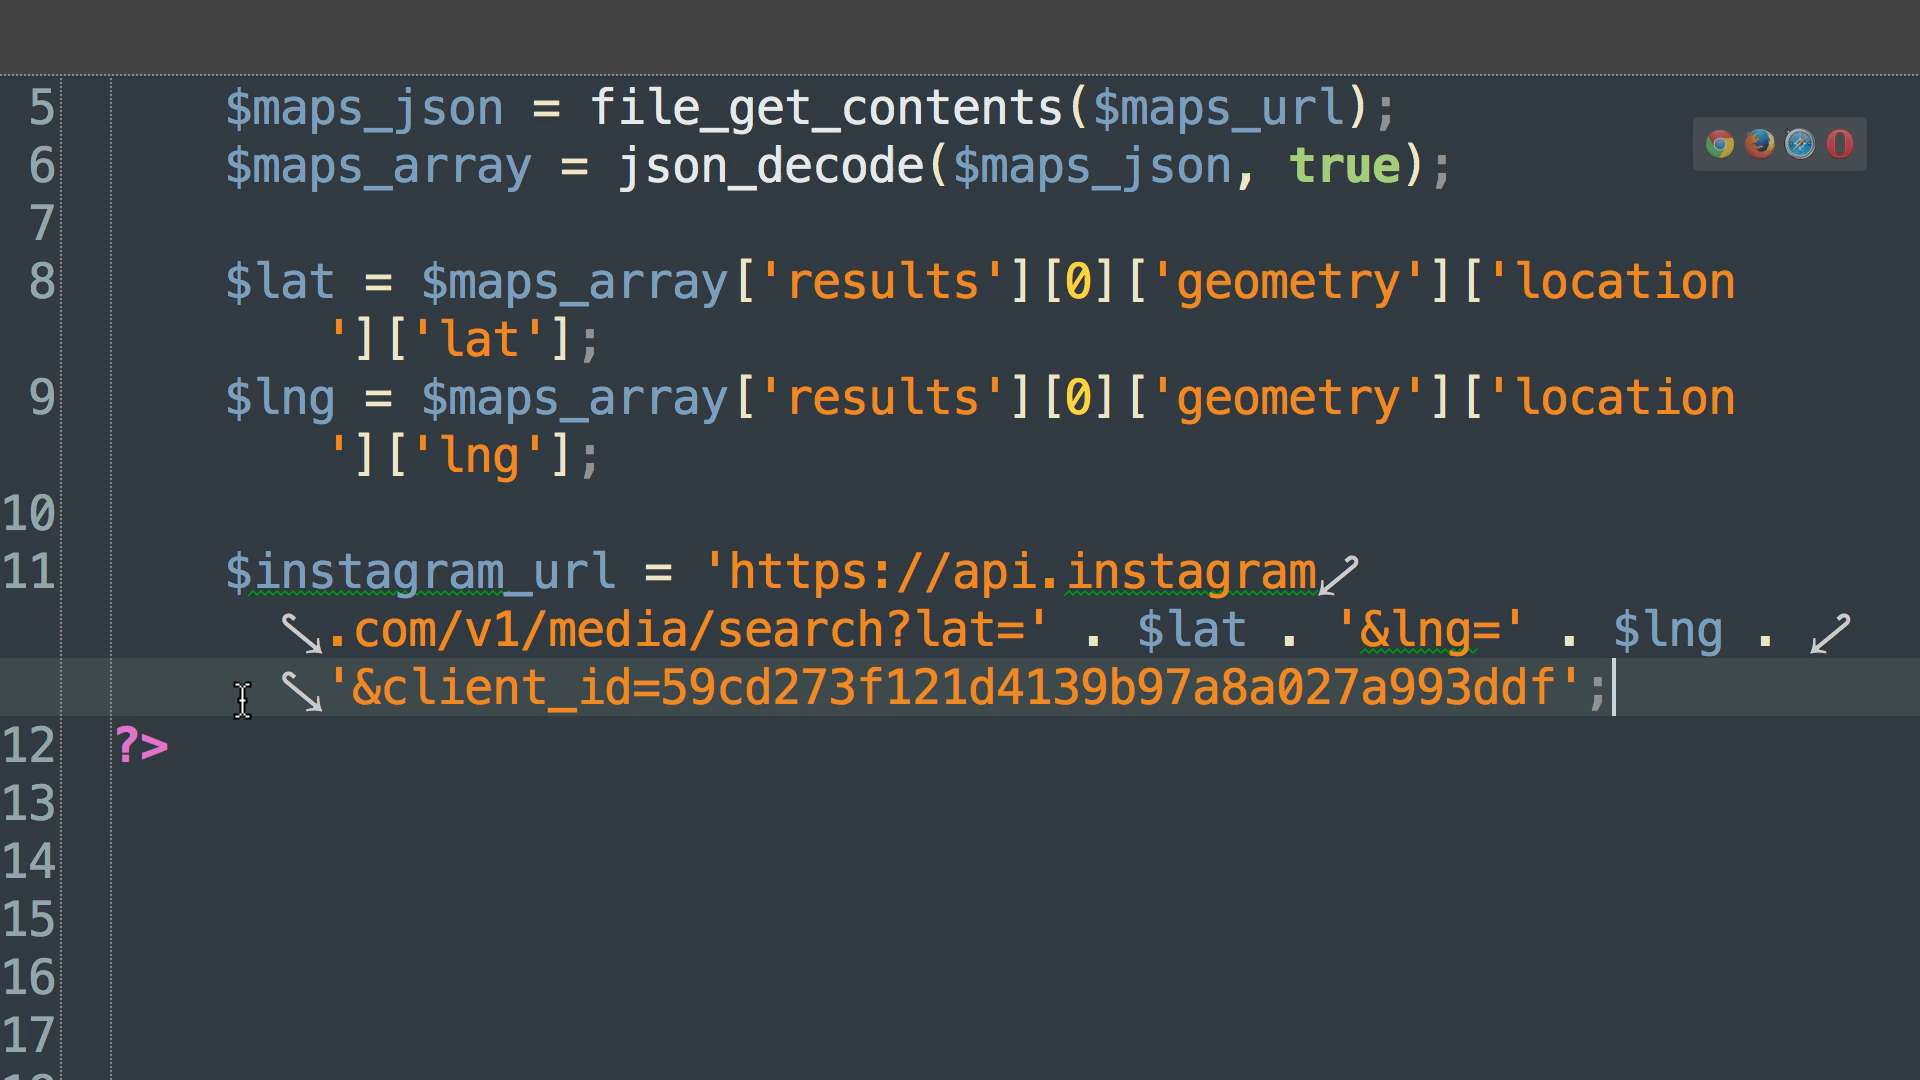 5 $maps_json = file_get_contents($maps_url);
6 $maps_array = json_decode($maps_json, true);
7
8 $lat = $maps_array['results'][0]['geometry']['location
']['lat'];
9 $lng = $maps_array['results'][0]['geometry']['location
']['lng'];
10
11 $instagram_url = 'https://api.instagram
.com/v1/media/search?lat=' . $lat . '&lng=' . $lng .
'&client_id=59cd273f121d4139b97a8a027a993ddf';
12 ?>
13
14
15
16
17